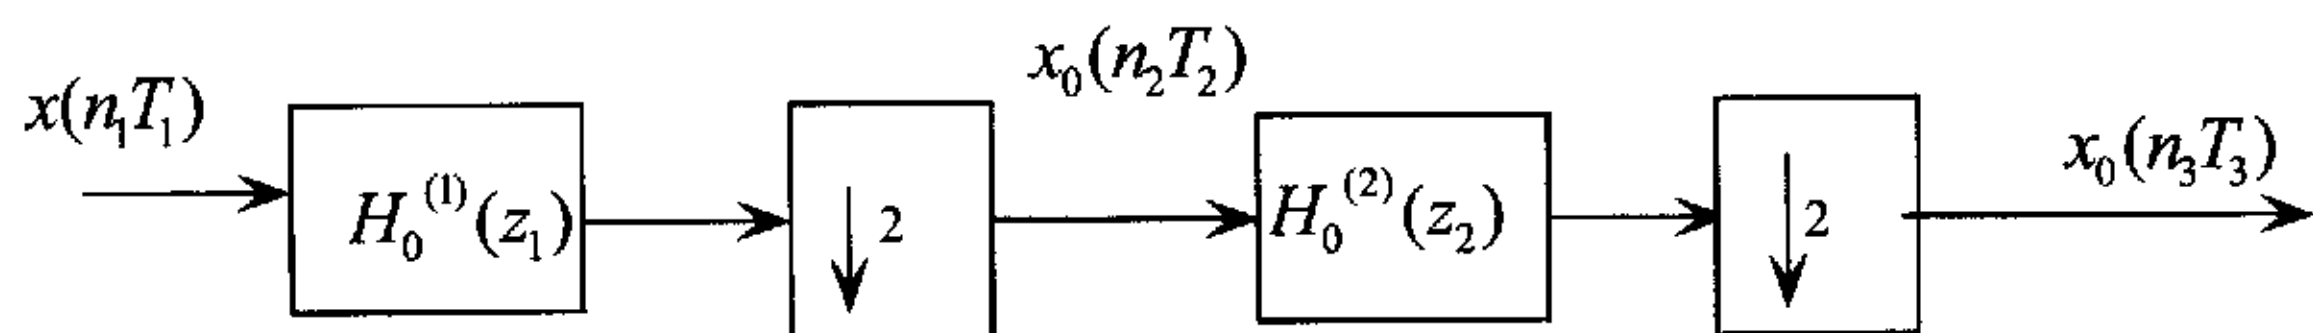 x(n₁T₁)
H₀⁽¹⁾(z₁)
↓2
x₀(n₂T₂)
H₀⁽²⁾(z₂)
↓2
x₀(n₃T₃)